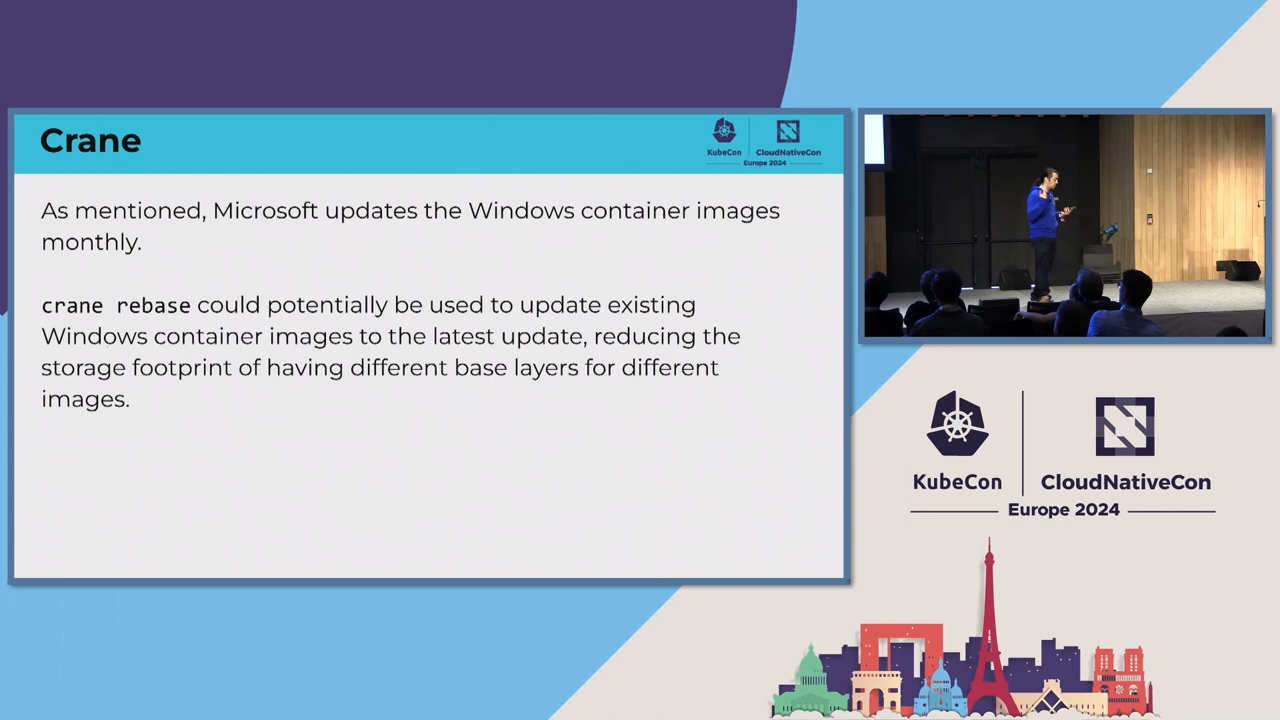 Crane
KubeCon
CloudNativeCon
Europe 2024
As mentioned, Microsoft updates the Windows container images
monthly.
crane rebase could potentially be used to update existing
Windows container images to the latest update, reducing the
storage footprint of having different base layers for different
images.
KubeCon
CloudNativeCon
Europe 2024